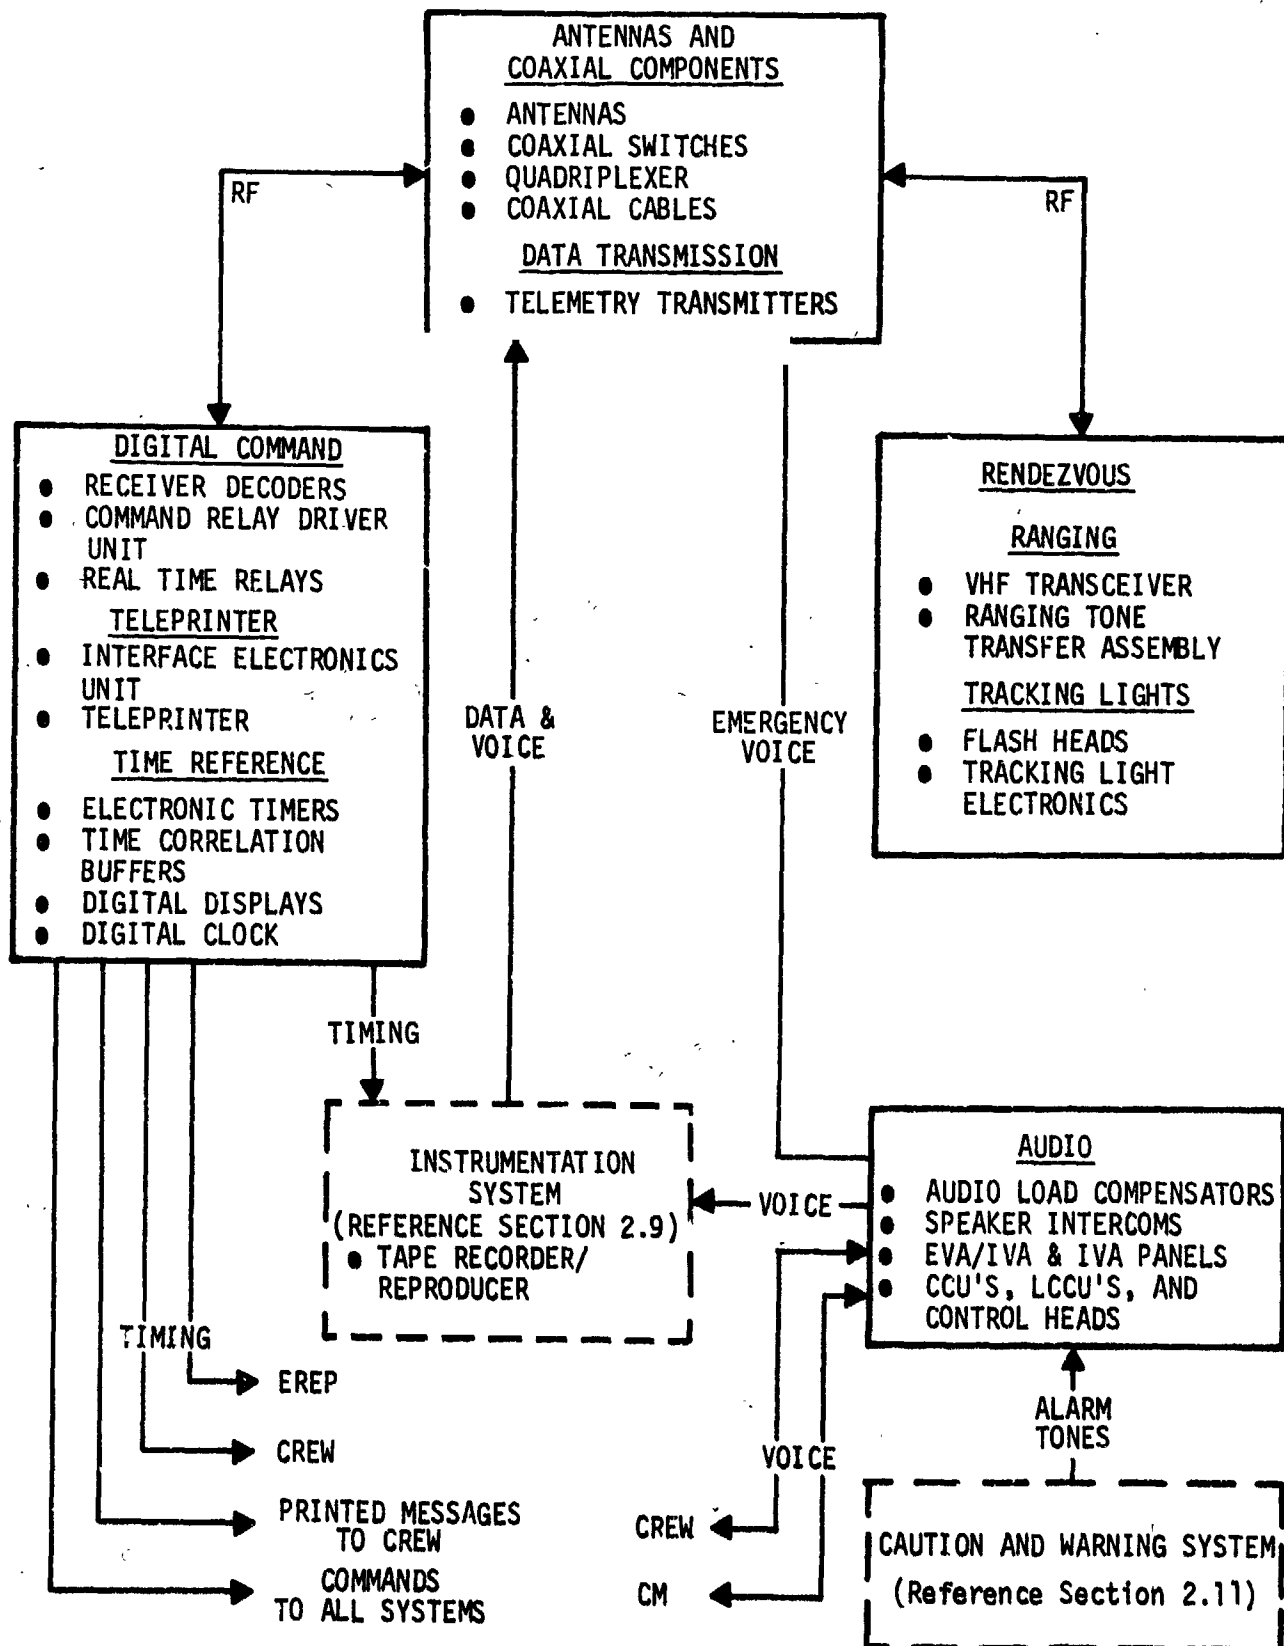 ANTENNAS AND
COAXIAL COMPONENTS
● ANTENNAS
● COAXIAL SWITCHES
● QUADRIPLEXER
● COAXIAL CABLES
DATA TRANSMISSION
● TELEMETRY TRANSMITTERS
RF
RF
DIGITAL COMMAND
● RECEIVER DECODERS
● COMMAND RELAY DRIVER
UNIT
● REAL TIME RELAYS
TELEPRINTER
● INTERFACE ELECTRONICS
UNIT
● TELEPRINTER
TIME REFERENCE
● ELECTRONIC TIMERS
● TIME CORRELATION
BUFFERS
● DIGITAL DISPLAYS
● DIGITAL CLOCK
RENDEZVOUS
RANGING
● VHF TRANSCEIVER
● RANGING TONE
TRANSFER ASSEMBLY
TRACKING LIGHTS
● FLASH HEADS
● TRACKING LIGHT
ELECTRONICS
DATA &
VOICE
EMERGENCY
VOICE
TIMING
INSTRUMENTATION
SYSTEM
(REFERENCE SECTION 2.9)
● TAPE RECORDER/
REPRODUCER
VOICE
AUDIO
● AUDIO LOAD COMPENSATORS
● SPEAKER INTERCOMS
● EVA/IVA & IVA PANELS
● CCU'S, LCCU'S, AND
CONTROL HEADS
TIMING
EREP
CREW
PRINTED MESSAGES
TO CREW
COMMANDS
TO ALL SYSTEMS
VOICE
CREW
CM
ALARM
TONES
CAUTION AND WARNING SYSTEM
(Reference Section 2.11)